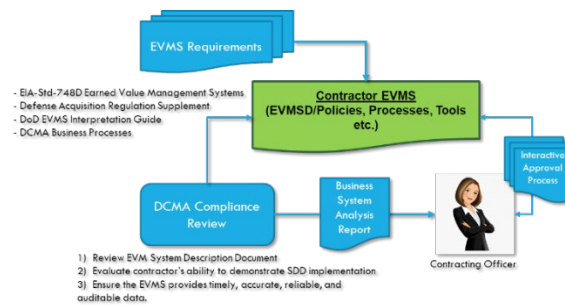 EVMS Requirements
- EIA-Std-748D Earned Value Management Systems
- Defense Acquisition Regulation Supplement
- DoD EVMS Interpretation Guide
- DCMA Business Processes
Contractor EVMS
(EVMSD/Policies, Processes, Tools
etc.)
Interactive
Approval
Process
DCMA Compliance
Review
Business
System
Analysis
Report
Contracting Officer
1) Review EVM System Description Document
2) Evaluate contractor's ability to demonstrate SDD implementation
3) Ensure the EVMS provides timely, accurate, reliable, and
auditable data.